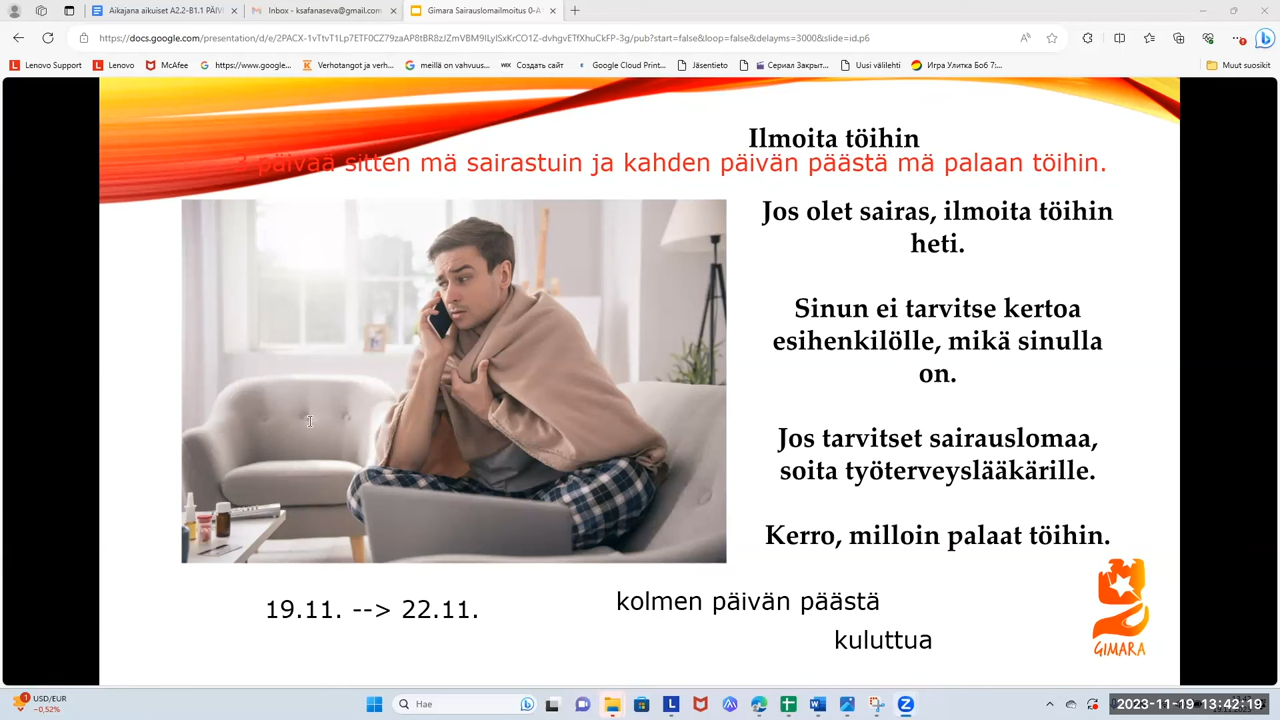 Aikajana aikuiset A2.2-B1.1 PÄIV
Inbox - ksafanaseva@gmail.com
Gimara Sairauslomailmoitus 0-A
https://docs.google.com/presentation/d/e/2PACX-1vTtvT1Lp7ETF0CZ79zaAP8tBR8zJZmVBM9ILyISxKrCO1Z-dvhgvETfXhuCkFP-3g/pub?start=false&loop=false&delayms=3000&slide=id.p6
Lenovo Support
Lenovo
McAfee
https://www.google...
Verhotangot ja verh...
meillä on vahvuus...
Создать сайт
Google Cloud Print...
Jäsentieto
Сериал Закрыт...
Uusi välilehti
Игра Улитка Боб 7:...
Muut suosikit
Ilmoita töihin
päivää sitten mä sairastuin ja kahden päivän päästä mä palaan töihin.
Jos olet sairas, ilmoita töihin
heti.
Sinun ei tarvitse kertoa
esihenkilölle, mikä sinulla
on.
Jos tarvitset sairauslomaa,
soita työterveyslääkärille.
Kerro, milloin palaat töihin.
19.11. --> 22.11.
kolmen päivän päästä
kuluttua
GIMARA
USD/EUR
-0,52%
Hae
2023-11-19 13:42:19